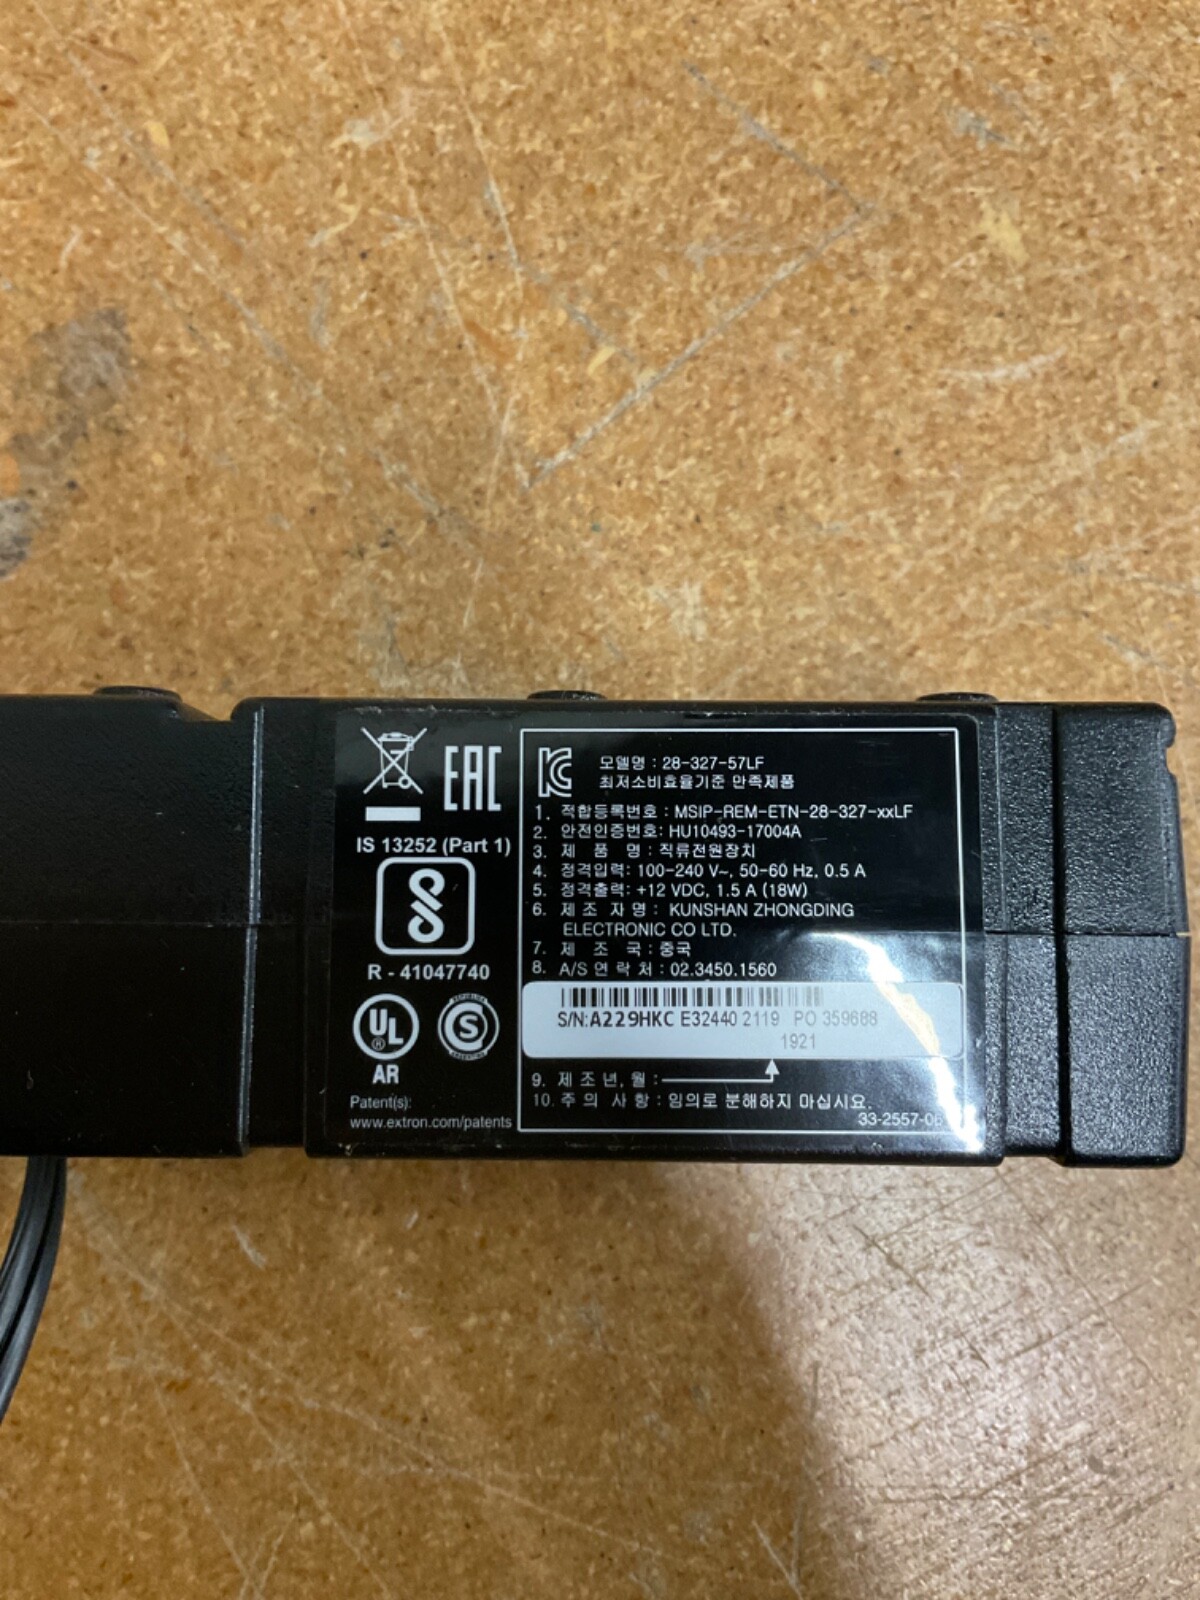 EAC
IS 13252 (Part 1)
R - 41047740
UL
®
REPUBLICA
S
ARGENTINA
AR
Patent(s):
www.extron.com/patents
모델명 : 28-327-57LF
최저소비효율기준 만족제품
1. 적합등록번호 : MSIP-REM-ETN-28-327-xxLF
2. 안전인증번호: HU10493-17004A
3. 제 품 명 : 직류전원장치
4. 정격입력: 100-240 V~, 50-60 Hz, 0.5 A
5. 정격출력: +12 VDC, 1.5 A (18W)
6. 제 조 자 명 : KUNSHAN ZHONGDING
ELECTRONIC CO LTD.
7. 제 조 국 : 중국
8. A/S 연 락 처 : 02.3450.1560
S/N: A229HKC E32440 2119 PO 359688
1921
9. 제 조 년, 월 :
10. 주 의 사 항 : 임의로 분해하지 마십시요.